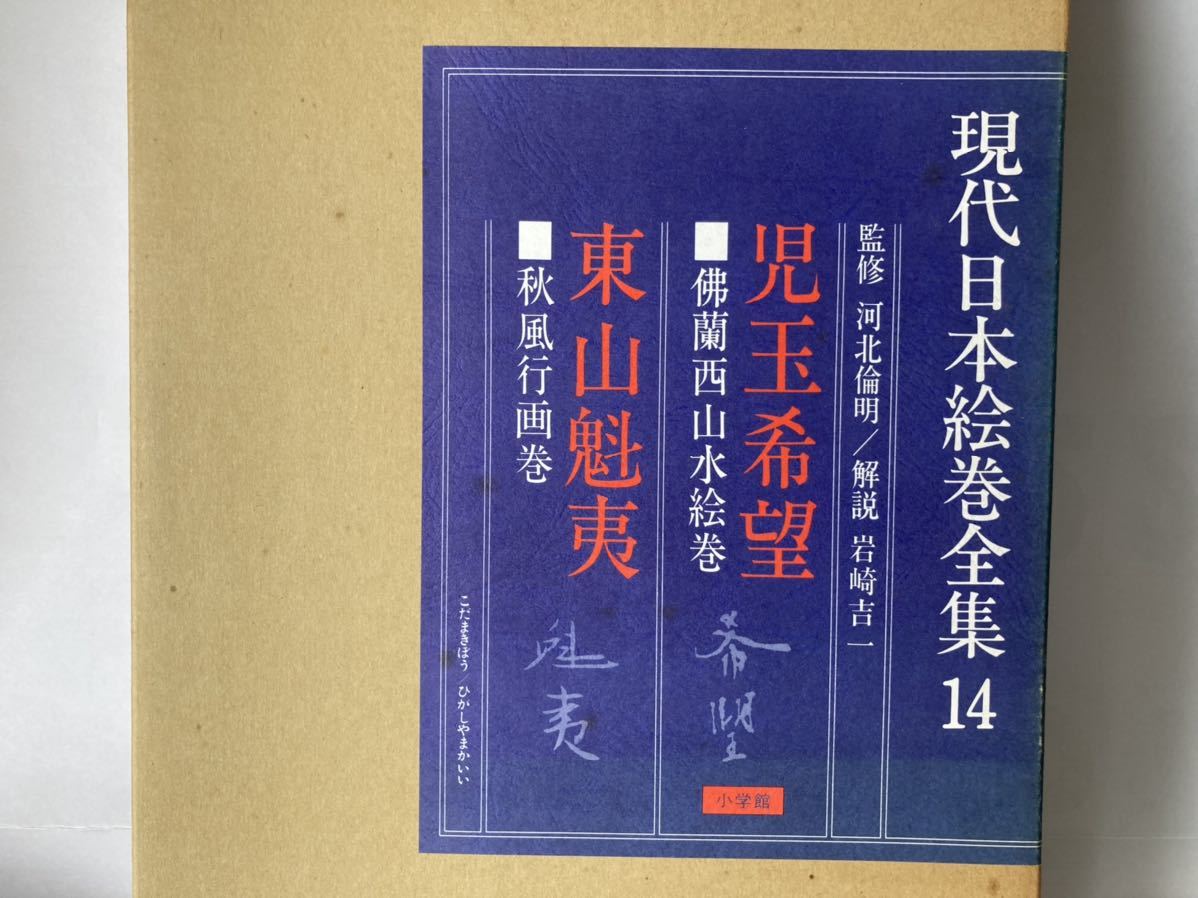 現代日本絵巻全集 14
監修 河北倫明/解説 岩崎吉一
児玉希望
■佛蘭西山水絵巻
希望
東山魁夷
■秋風行画巻
魁夷
こだまきぼう/ひがしやまかいい
小学館